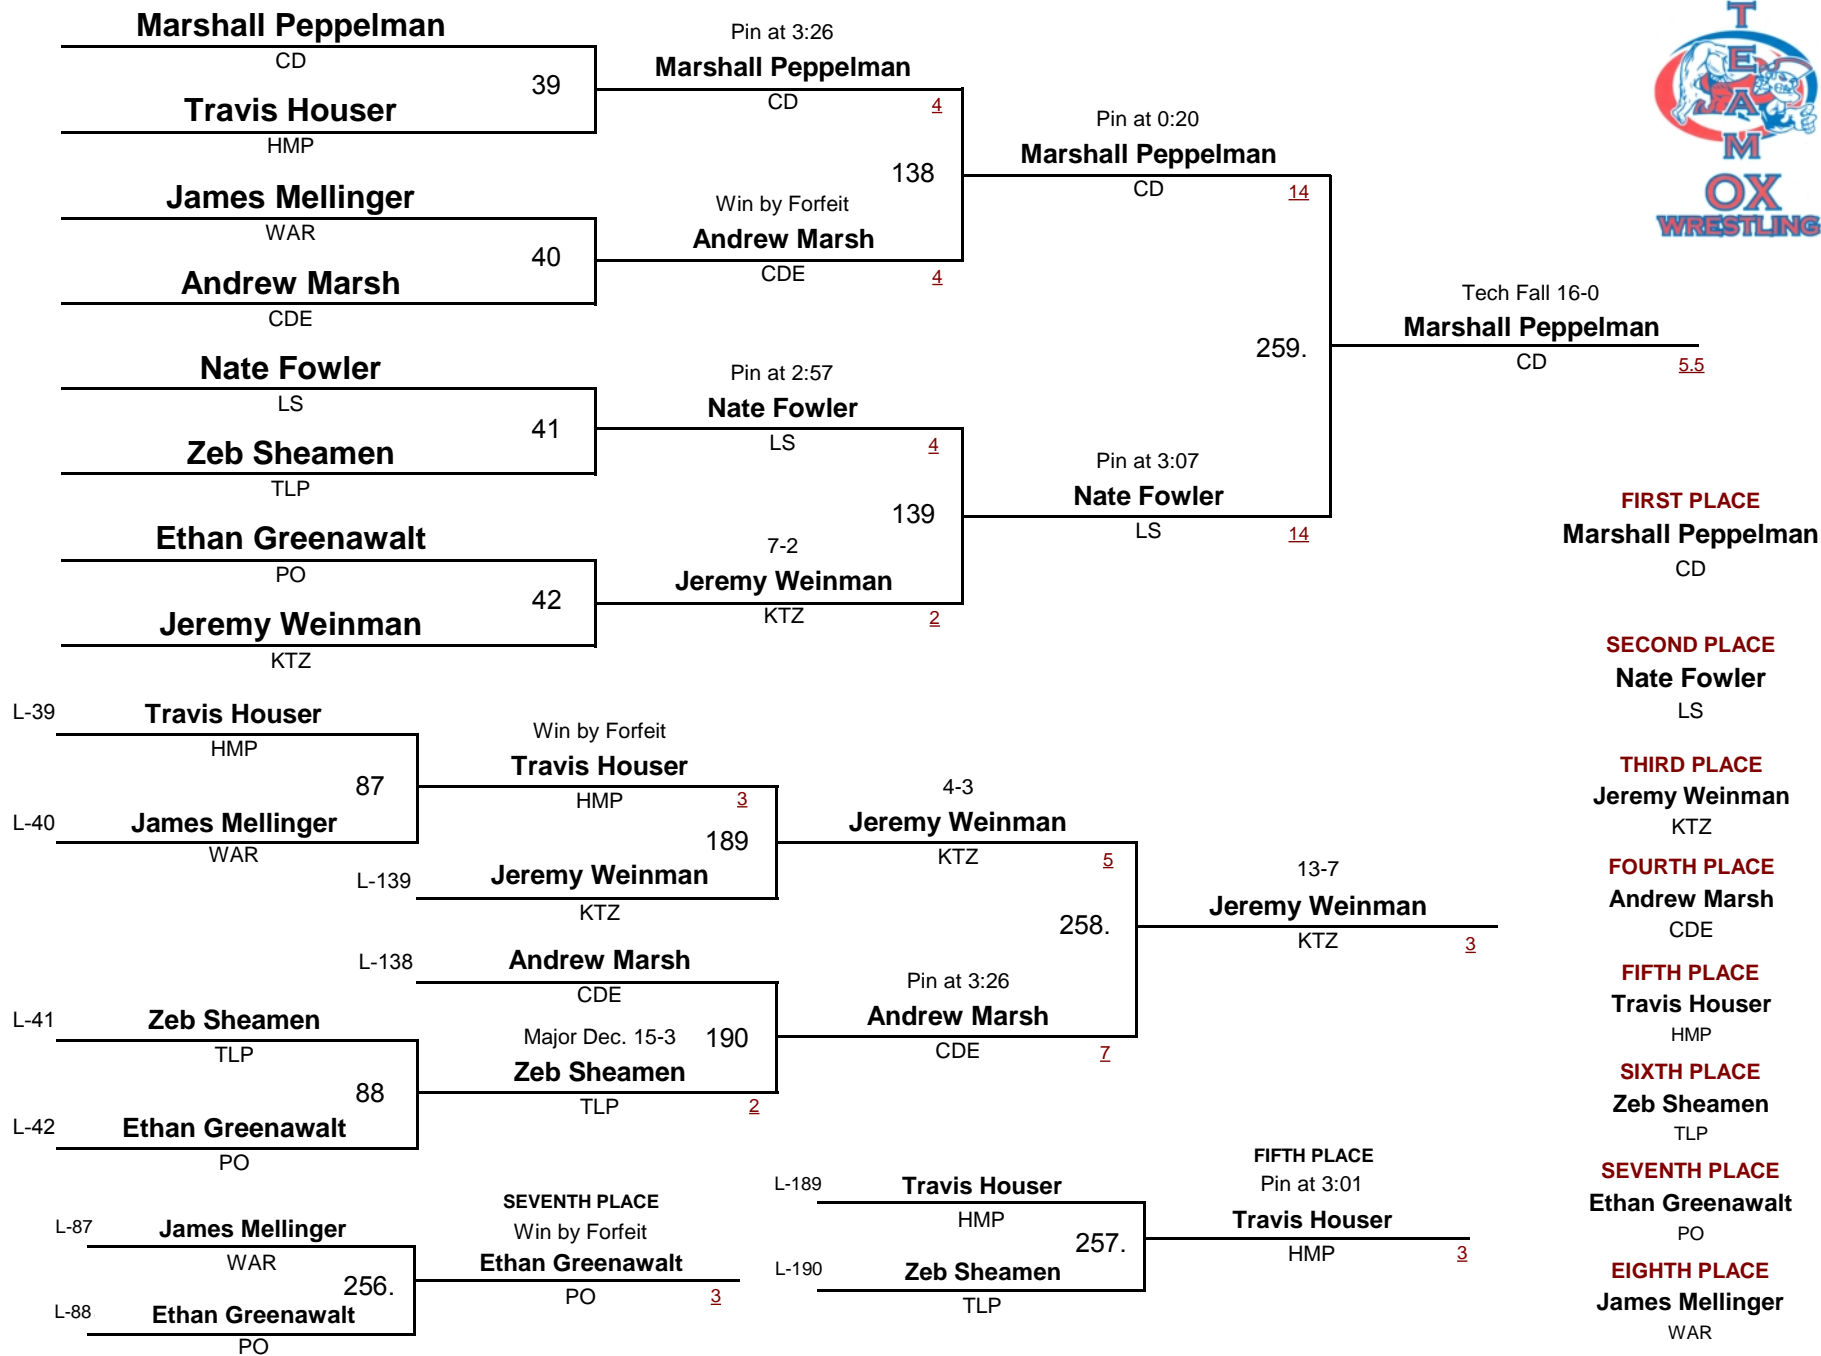 Marshall Peppelman
CD
39
Travis Houser
HMP
James Mellinger
WAR
40
Andrew Marsh
CDE
Nate Fowler
LS
41
Zeb Sheamen
TLP
Ethan Greenawalt
PO
42
Jeremy Weinman
KTZ
Pin at 3:26
Marshall Peppelman
CD
4
138
Win by Forfeit
Andrew Marsh
CDE
4
Pin at 2:57
Nate Fowler
LS
4
139
7-2
Jeremy Weinman
KTZ
2
Pin at 0:20
Marshall Peppelman
CD
14
259.
Pin at 3:07
Nate Fowler
LS
14
Tech Fall 16-0
Marshall Peppelman
CD
5.5
TEAM
OX
WRESTLING
FIRST PLACE
Marshall Peppelman
CD
SECOND PLACE
Nate Fowler
LS
THIRD PLACE
Jeremy Weinman
KTZ
FOURTH PLACE
Andrew Marsh
CDE
FIFTH PLACE
Travis Houser
HMP
SIXTH PLACE
Zeb Sheamen
TLP
SEVENTH PLACE
Ethan Greenawalt
PO
EIGHTH PLACE
James Mellinger
WAR
L-39
Travis Houser
HMP
87
L-40
James Mellinger
WAR
Win by Forfeit
Travis Houser
HMP
3
189
L-139
Jeremy Weinman
KTZ
L-138
Andrew Marsh
CDE
L-41
Zeb Sheamen
TLP
88
L-42
Ethan Greenawalt
PO
Major Dec. 15-3
190
Zeb Sheamen
TLP
2
4-3
Jeremy Weinman
KTZ
5
258.
Pin at 3:26
Andrew Marsh
CDE
7
13-7
Jeremy Weinman
KTZ
3
L-87
James Mellinger
WAR
256.
L-88
Ethan Greenawalt
PO
SEVENTH PLACE
Win by Forfeit
Ethan Greenawalt
PO
3
L-189
Travis Houser
HMP
257.
L-190
Zeb Sheamen
TLP
FIFTH PLACE
Pin at 3:01
Travis Houser
HMP
3